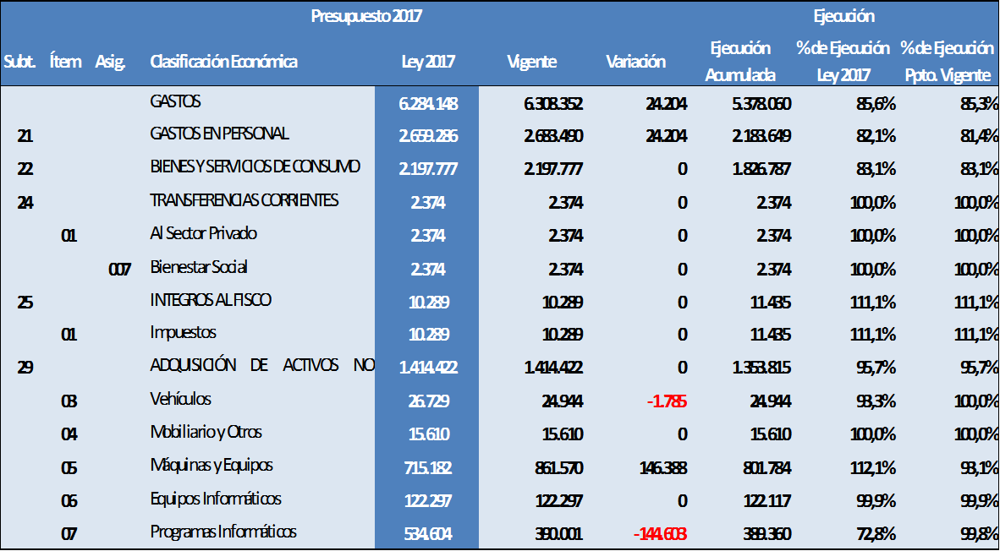 Presupuesto 2017 Ejecución
Subt. Ítem Asig. Clasificación Económica Ley 2017 Vigente Variación Ejecución Acumulada % de Ejecución Ley 2017 % de Ejecución Ppto. Vigente
GASTOS 6.284.148 6.308.352 24.204 5.378.060 85,6% 85,3%
21 GASTOS EN PERSONAL 2.659.286 2.683.490 24.204 2.183.649 82,1% 81,4%
22 BIENES Y SERVICIOS DE CONSUMO 2.197.777 2.197.777 0 1.826.787 83,1% 83,1%
24 TRANSFERENCIAS CORRIENTES 2.374 2.374 0 2.374 100,0% 100,0%
01 Al Sector Privado 2.374 2.374 0 2.374 100,0% 100,0%
007 Bienestar Social 2.374 2.374 0 2.374 100,0% 100,0%
25 INTEGROS AL FISCO 10.289 10.289 0 11.435 111,1% 111,1%
01 Impuestos 10.289 10.289 0 11.435 111,1% 111,1%
29 ADQUISICIÓN DE ACTIVOS NO 1.414.422 1.414.422 0 1.353.815 95,7% 95,7%
03 Vehículos 26.729 24.944 -1.785 24.944 93,3% 100,0%
04 Mobiliario y Otros 15.610 15.610 0 15.610 100,0% 100,0%
05 Máquinas y Equipos 715.182 861.570 146.388 801.784 112,1% 93,1%
06 Equipos Informáticos 122.297 122.297 0 122.117 99,9% 99,9%
07 Programas Informáticos 534.604 390.001 -144.603 389.360 72,8% 99,8%